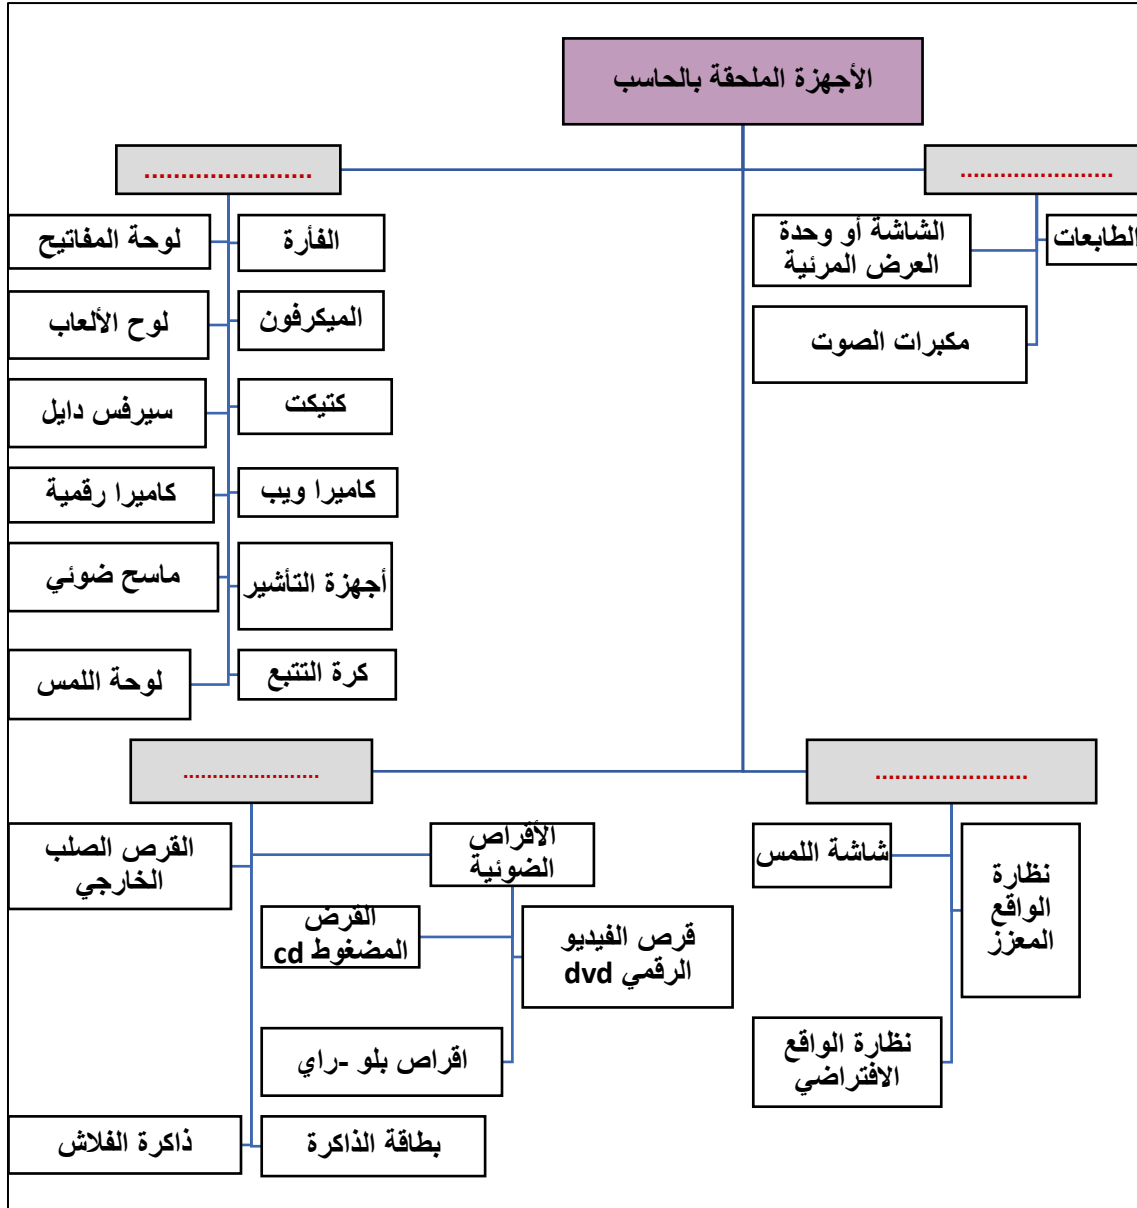 الأجهزة الملحقة بالحاسب
.......................
.........................
الطابعات
الشاشة أو وحدة
العرض المرئية
مكبرات الصوت
الفأرة
لوحة المفاتيح
الميكرفون
لوح الألعاب
كتيكت
سيرفس دايل
كاميرا ويب
كاميرا رقمية
أجهزة التأشير
ماسح ضوئي
كرة التتبع
لوحة اللمس
.......................
.......................
نظارة
الواقع
المعزز
شاشة اللمس
نظارة الواقع
الافتراضي
الأقراص
الضوئية
القرص الصلب
الخارجي
قرص الفيديو
الرقمي dvd
القرض
المضغوط cd
اقراص بلو -راي
بطاقة الذاكرة
ذاكرة الفلاش